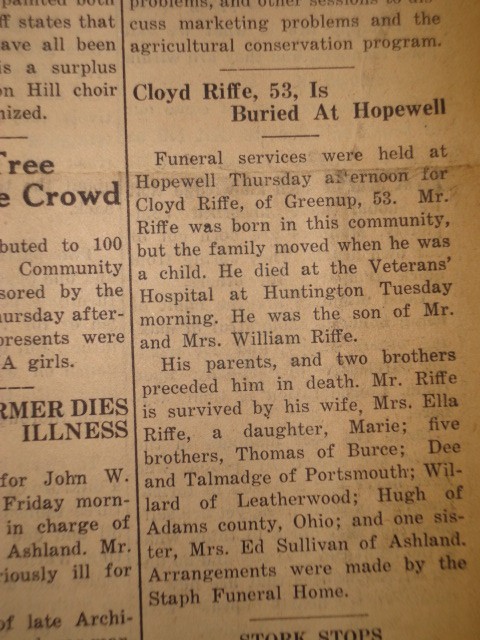 ainted both
ff states that
ave all been
is a surplus
on Hill choir
nized.
Tree
e Crowd
buted to 100
Community
sored by the
hursday after-
presents were
A girls.
RMER DIES
ILLNESS
for John W.
Friday morn-
in charge of
Ashland. Mr.
riously ill for
of late Archi-
problems, and other sessions to dis-
cuss marketing problems and the
agricultural conservation program.
Cloyd Riffe, 53, Is
Buried At Hopewell
Funeral services were held at
Hopewell Thursday afternoon for
Cloyd Riffe, of Greenup, 53. Mr.
Riffe was born in this community,
but the family moved when he was
a child. He died at the Veterans'
Hospital at Huntington Tuesday
morning. He was the son of Mr.
and Mrs. William Riffe.
His parents, and two brothers
preceded him in death. Mr. Riffe
is survived by his wife, Mrs. Ella
Riffe, a daughter, Marie; five
brothers, Thomas of Burce; Dee
and Talmadge of Portsmouth; Wil-
lard of Leatherwood; Hugh of
Adams county, Ohio; and one sis-
ter, Mrs. Ed Sullivan of Ashland.
Arrangements were made by the
Staph Funeral Home.
STORK STOPS